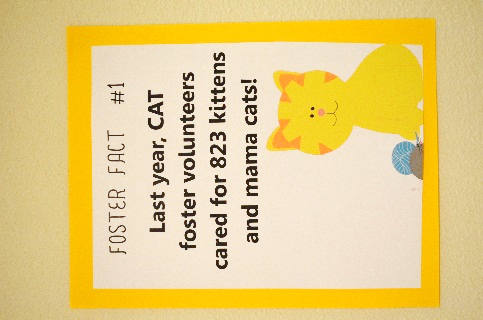 FOSTER FACT #1
Last year, CAT
foster volunteers
cared for 823 kittens
and mama cats!